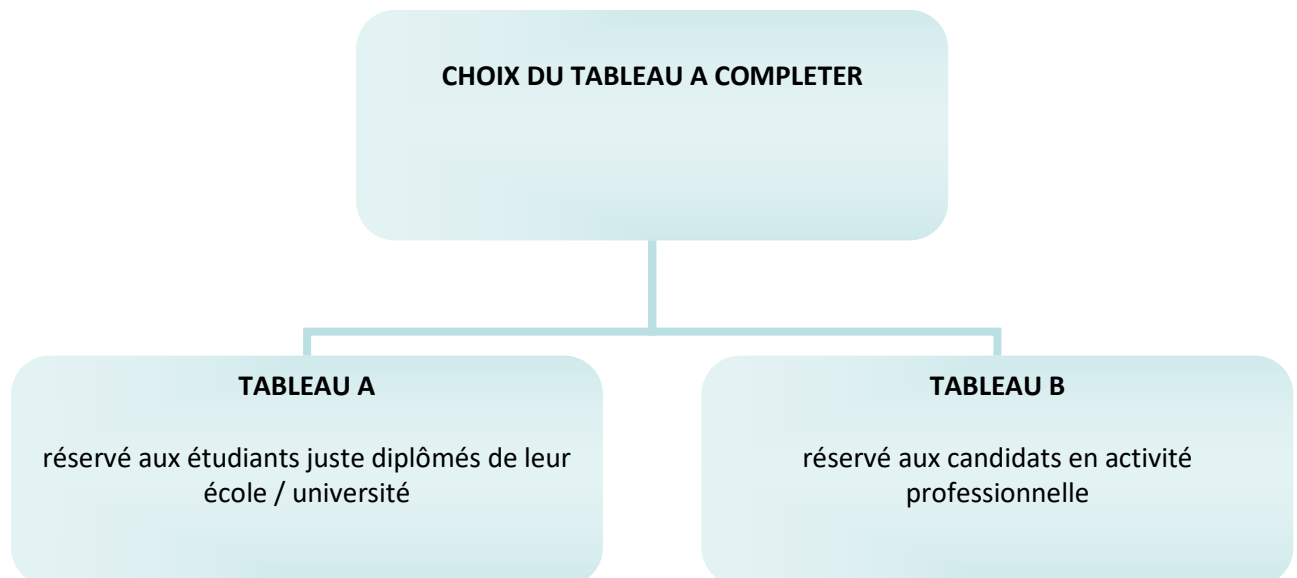 CHOIX DU TABLEAU A COMPLETER
TABLEAU A
réservé aux étudiants juste diplômés de leur
école / université
TABLEAU B
réservé aux candidats en activité
professionnelle